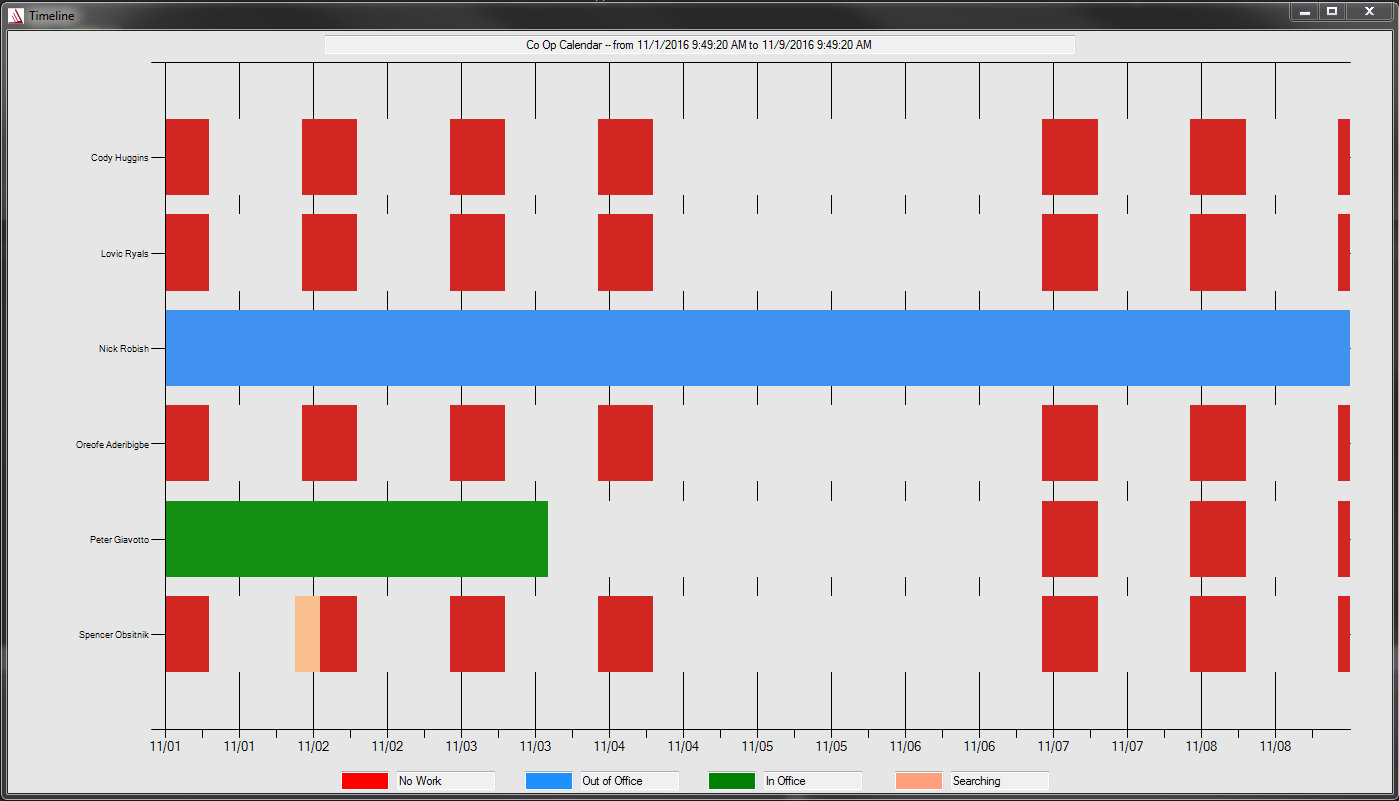 Timeline
Co Op Calendar -- from 11/1/2016 9:49:20 AM to 11/9/2016 9:49:20 AM
Cody Huggins
Lovic Ryals
Nick Robish
Oreofe Aderibigbe
Peter Giavotto
Spencer Obsitnik
11/01 11/01 11/02 11/02 11/03 11/03 11/04 11/04 11/05 11/05 11/06 11/06 11/07 11/07 11/08 11/08
No Work Out of Office In Office Searching